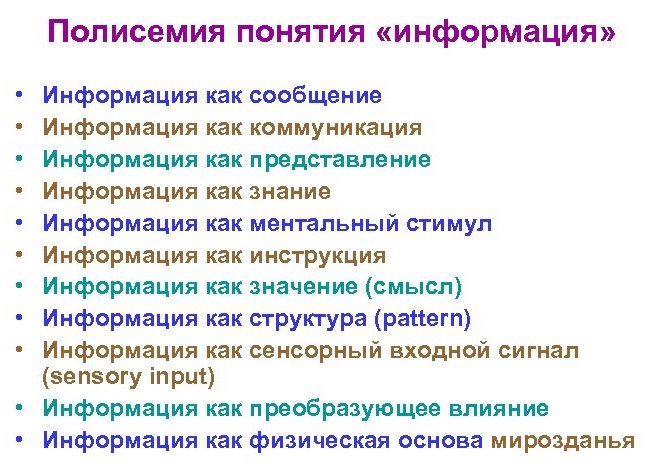 Полисемия понятия «информация»
• Информация как сообщение
• Информация как коммуникация
• Информация как представление
• Информация как знание
• Информация как ментальный стимул
• Информация как инструкция
• Информация как значение (смысл)
• Информация как структура (pattern)
• Информация как сенсорный входной сигнал
(sensory input)
• Информация как преобразующее влияние
• Информация как физическая основа мирозданья